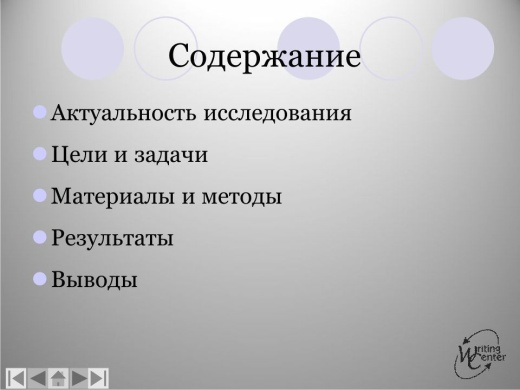 Содержание
Актуальность исследования
Цели и задачи
Материалы и методы
Результаты
Выводы
Writing
Center